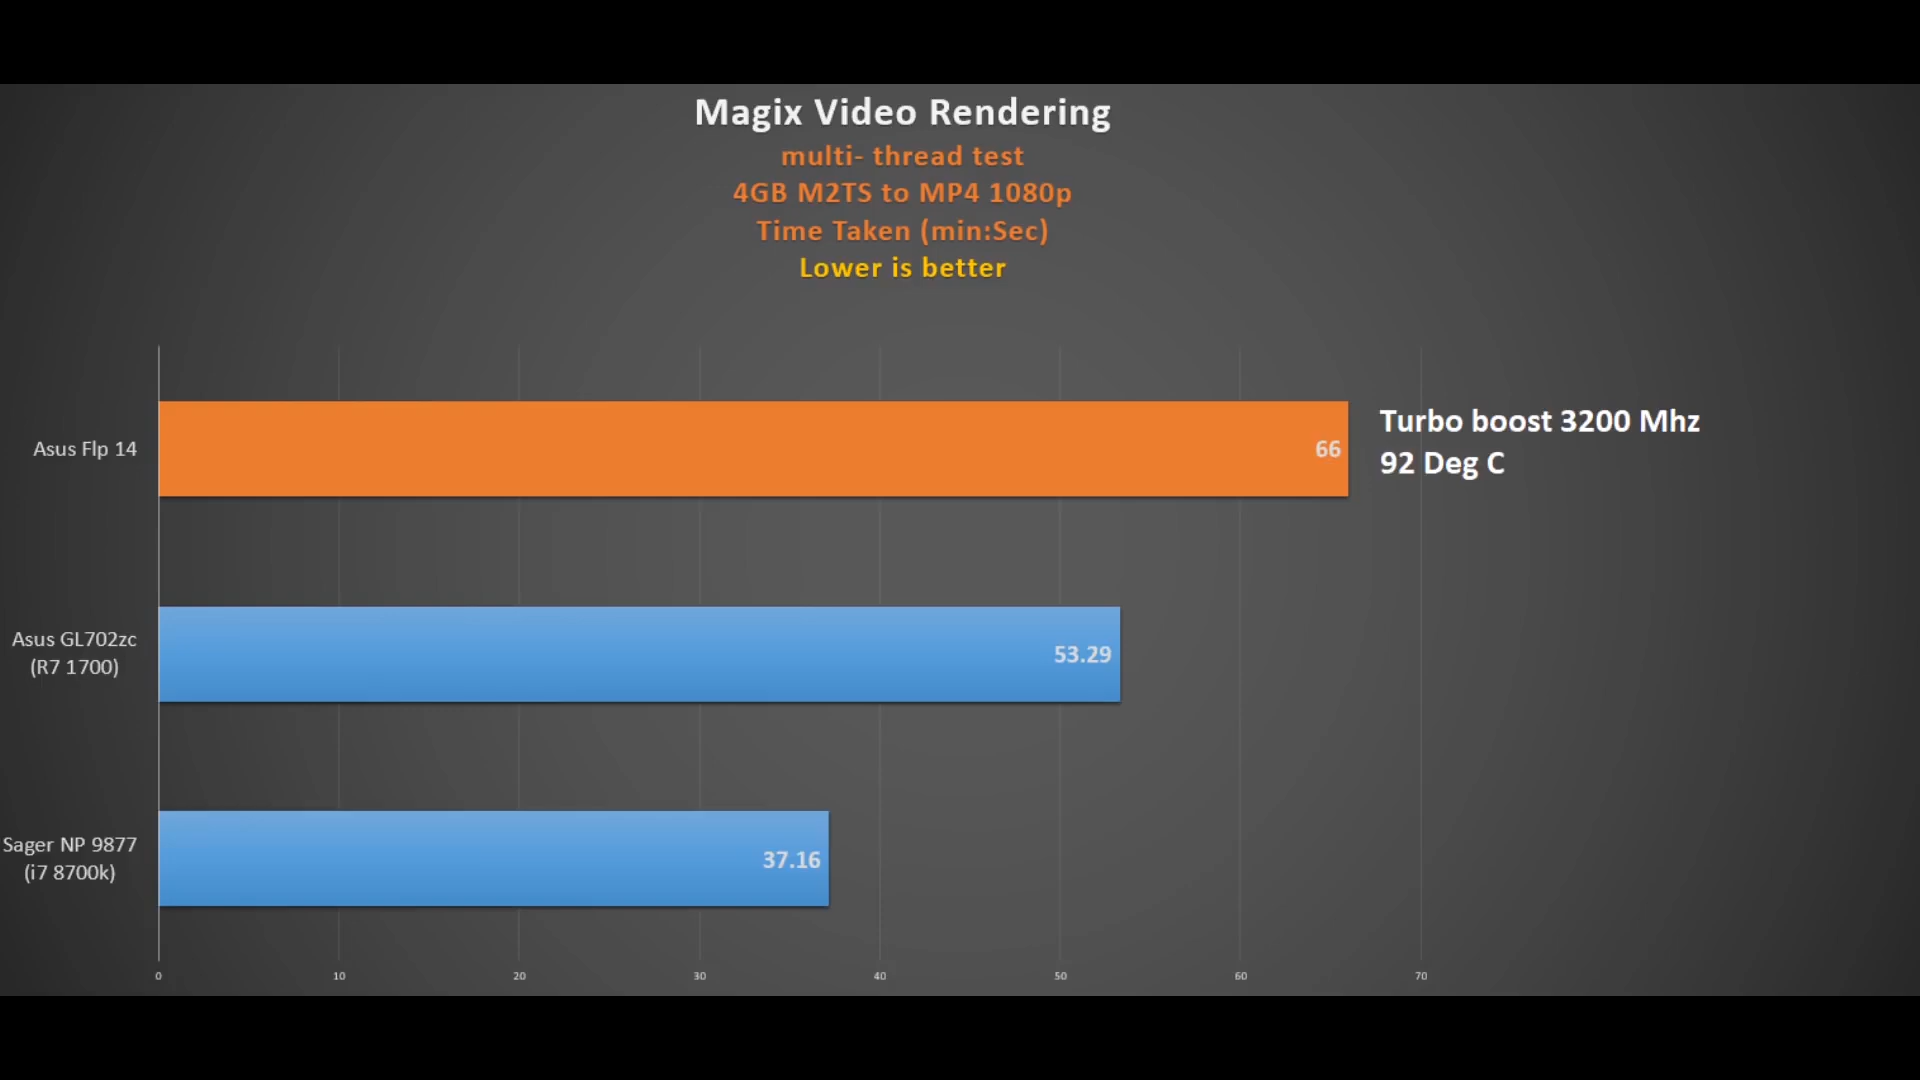 Magix Video Rendering
multi- thread test
4GB M2TS to MP4 1080p
Time Taken (min:Sec)
Lower is better
Asus Flp 14
66
Turbo boost 3200 Mhz
92 Deg C
Asus GL702zc
(R7 1700)
53.29
Sager NP 9877
(i7 8700k)
37.16
0 10 20 30 40 50 60 70